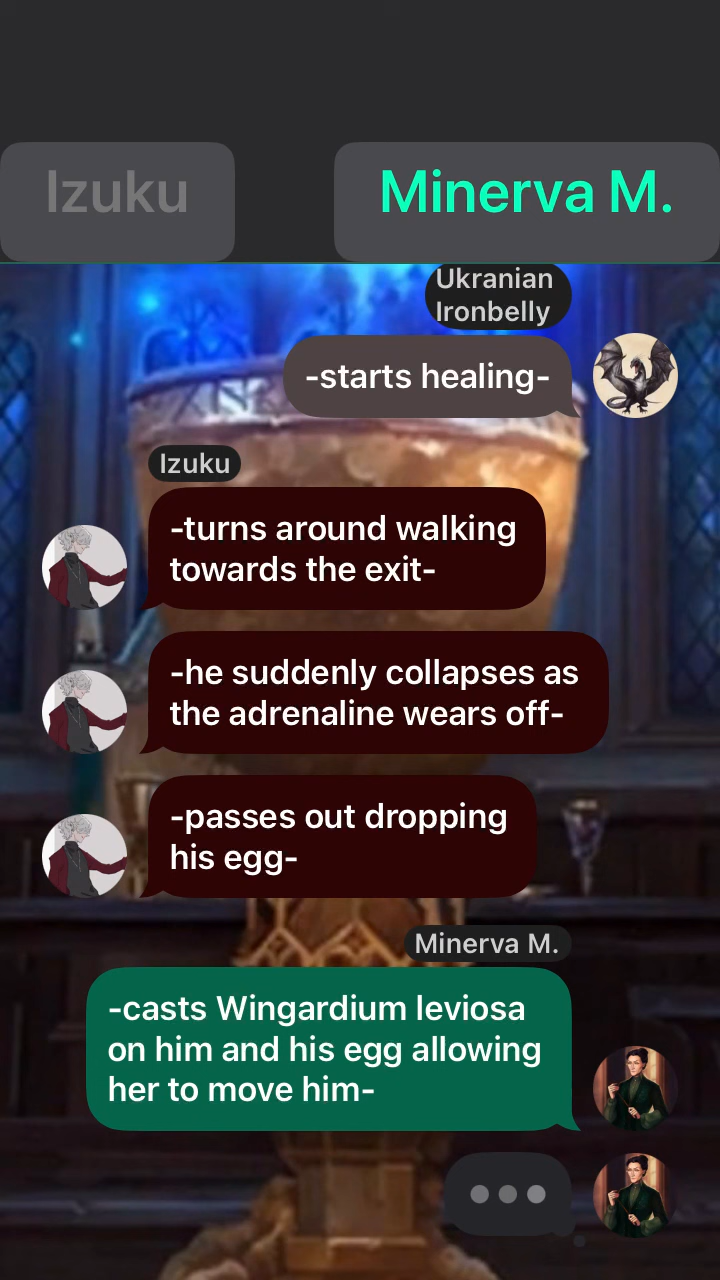 Izuku
Minerva M.
Ukranian
Ironbelly
-starts healing-
Izuku
-turns around walking
towards the exit-
-he suddenly collapses as
the adrenaline wears off-
-passes out dropping
his egg-
Minerva M.
-casts Wingardium leviosa
on him and his egg allowing
her to move him-